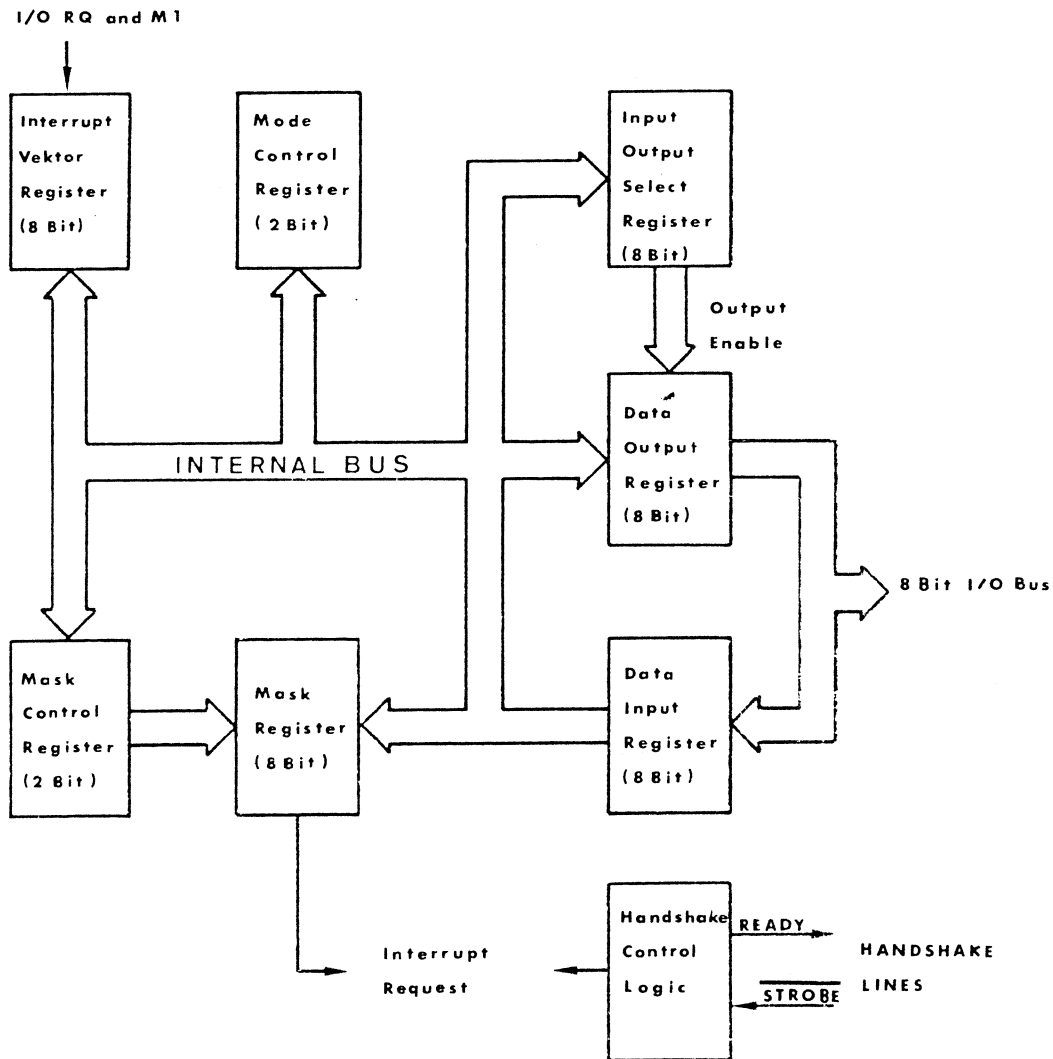 I/O RQ and M1
Interrupt
Vektor
Register
(8 Bit)
Mode
Control
Register
(2 Bit)
Input
Output
Select
Register
(8 Bit)
Output
Enable
Data
Output
Register
(8 Bit)
INTERNAL BUS
8 Bit I/O Bus
Mask
Control
Register
(2 Bit)
Mask
Register
(8 Bit)
Data
Input
Register
(8 Bit)
Interrupt
Request
Handshake
Control
Logic
READY
STROBE
HANDSHAKE
LINES